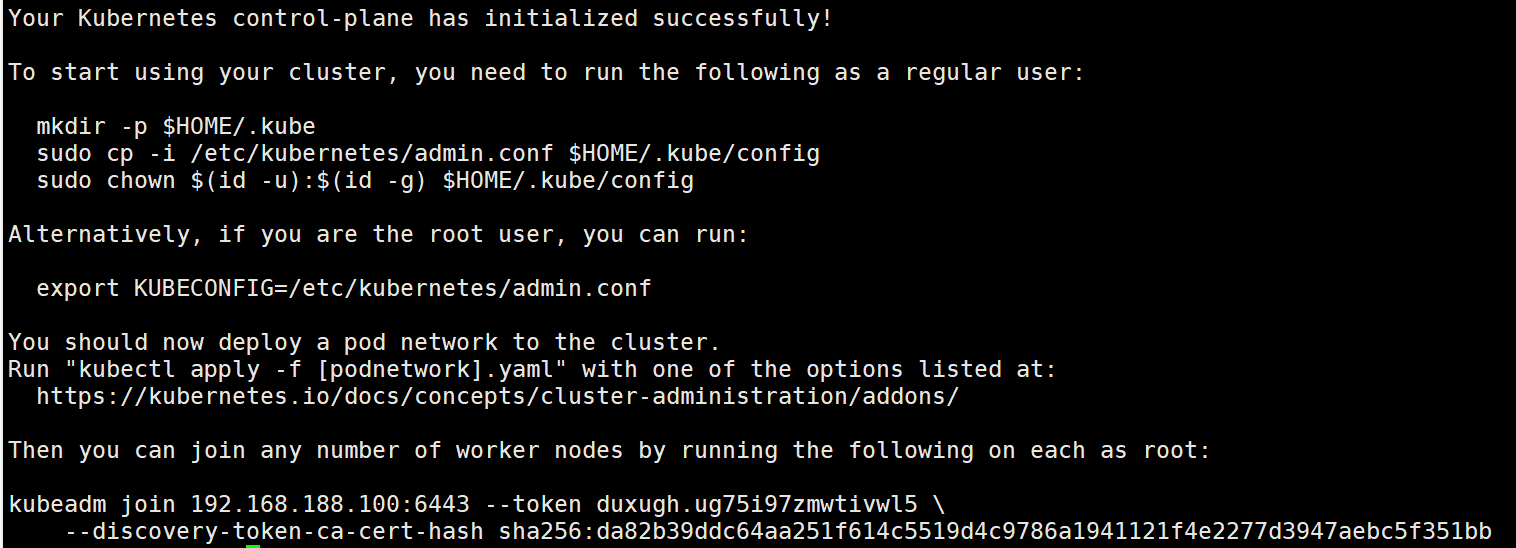 Your Kubernetes control-plane has initialized successfully!
To start using your cluster, you need to run the following as a regular user:
mkdir -p $HOME/.kube
sudo cp -i /etc/kubernetes/admin.conf $HOME/.kube/config
sudo chown $(id -u):$(id -g) $HOME/.kube/config
Alternatively, if you are the root user, you can run:
export KUBECONFIG=/etc/kubernetes/admin.conf
You should now deploy a pod network to the cluster.
Run "kubectl apply -f [podnetwork].yaml" with one of the options listed at:
https://kubernetes.io/docs/concepts/cluster-administration/addons/
Then you can join any number of worker nodes by running the following on each as root:
kubeadm join 192.168.188.100:6443 --token duxugh.ug75i97zmwtivwl5 \
--discovery-token-ca-cert-hash sha256:da82b39ddc64aa251f614c5519d4c9786a1941121f4e2277d3947aebc5f351bb